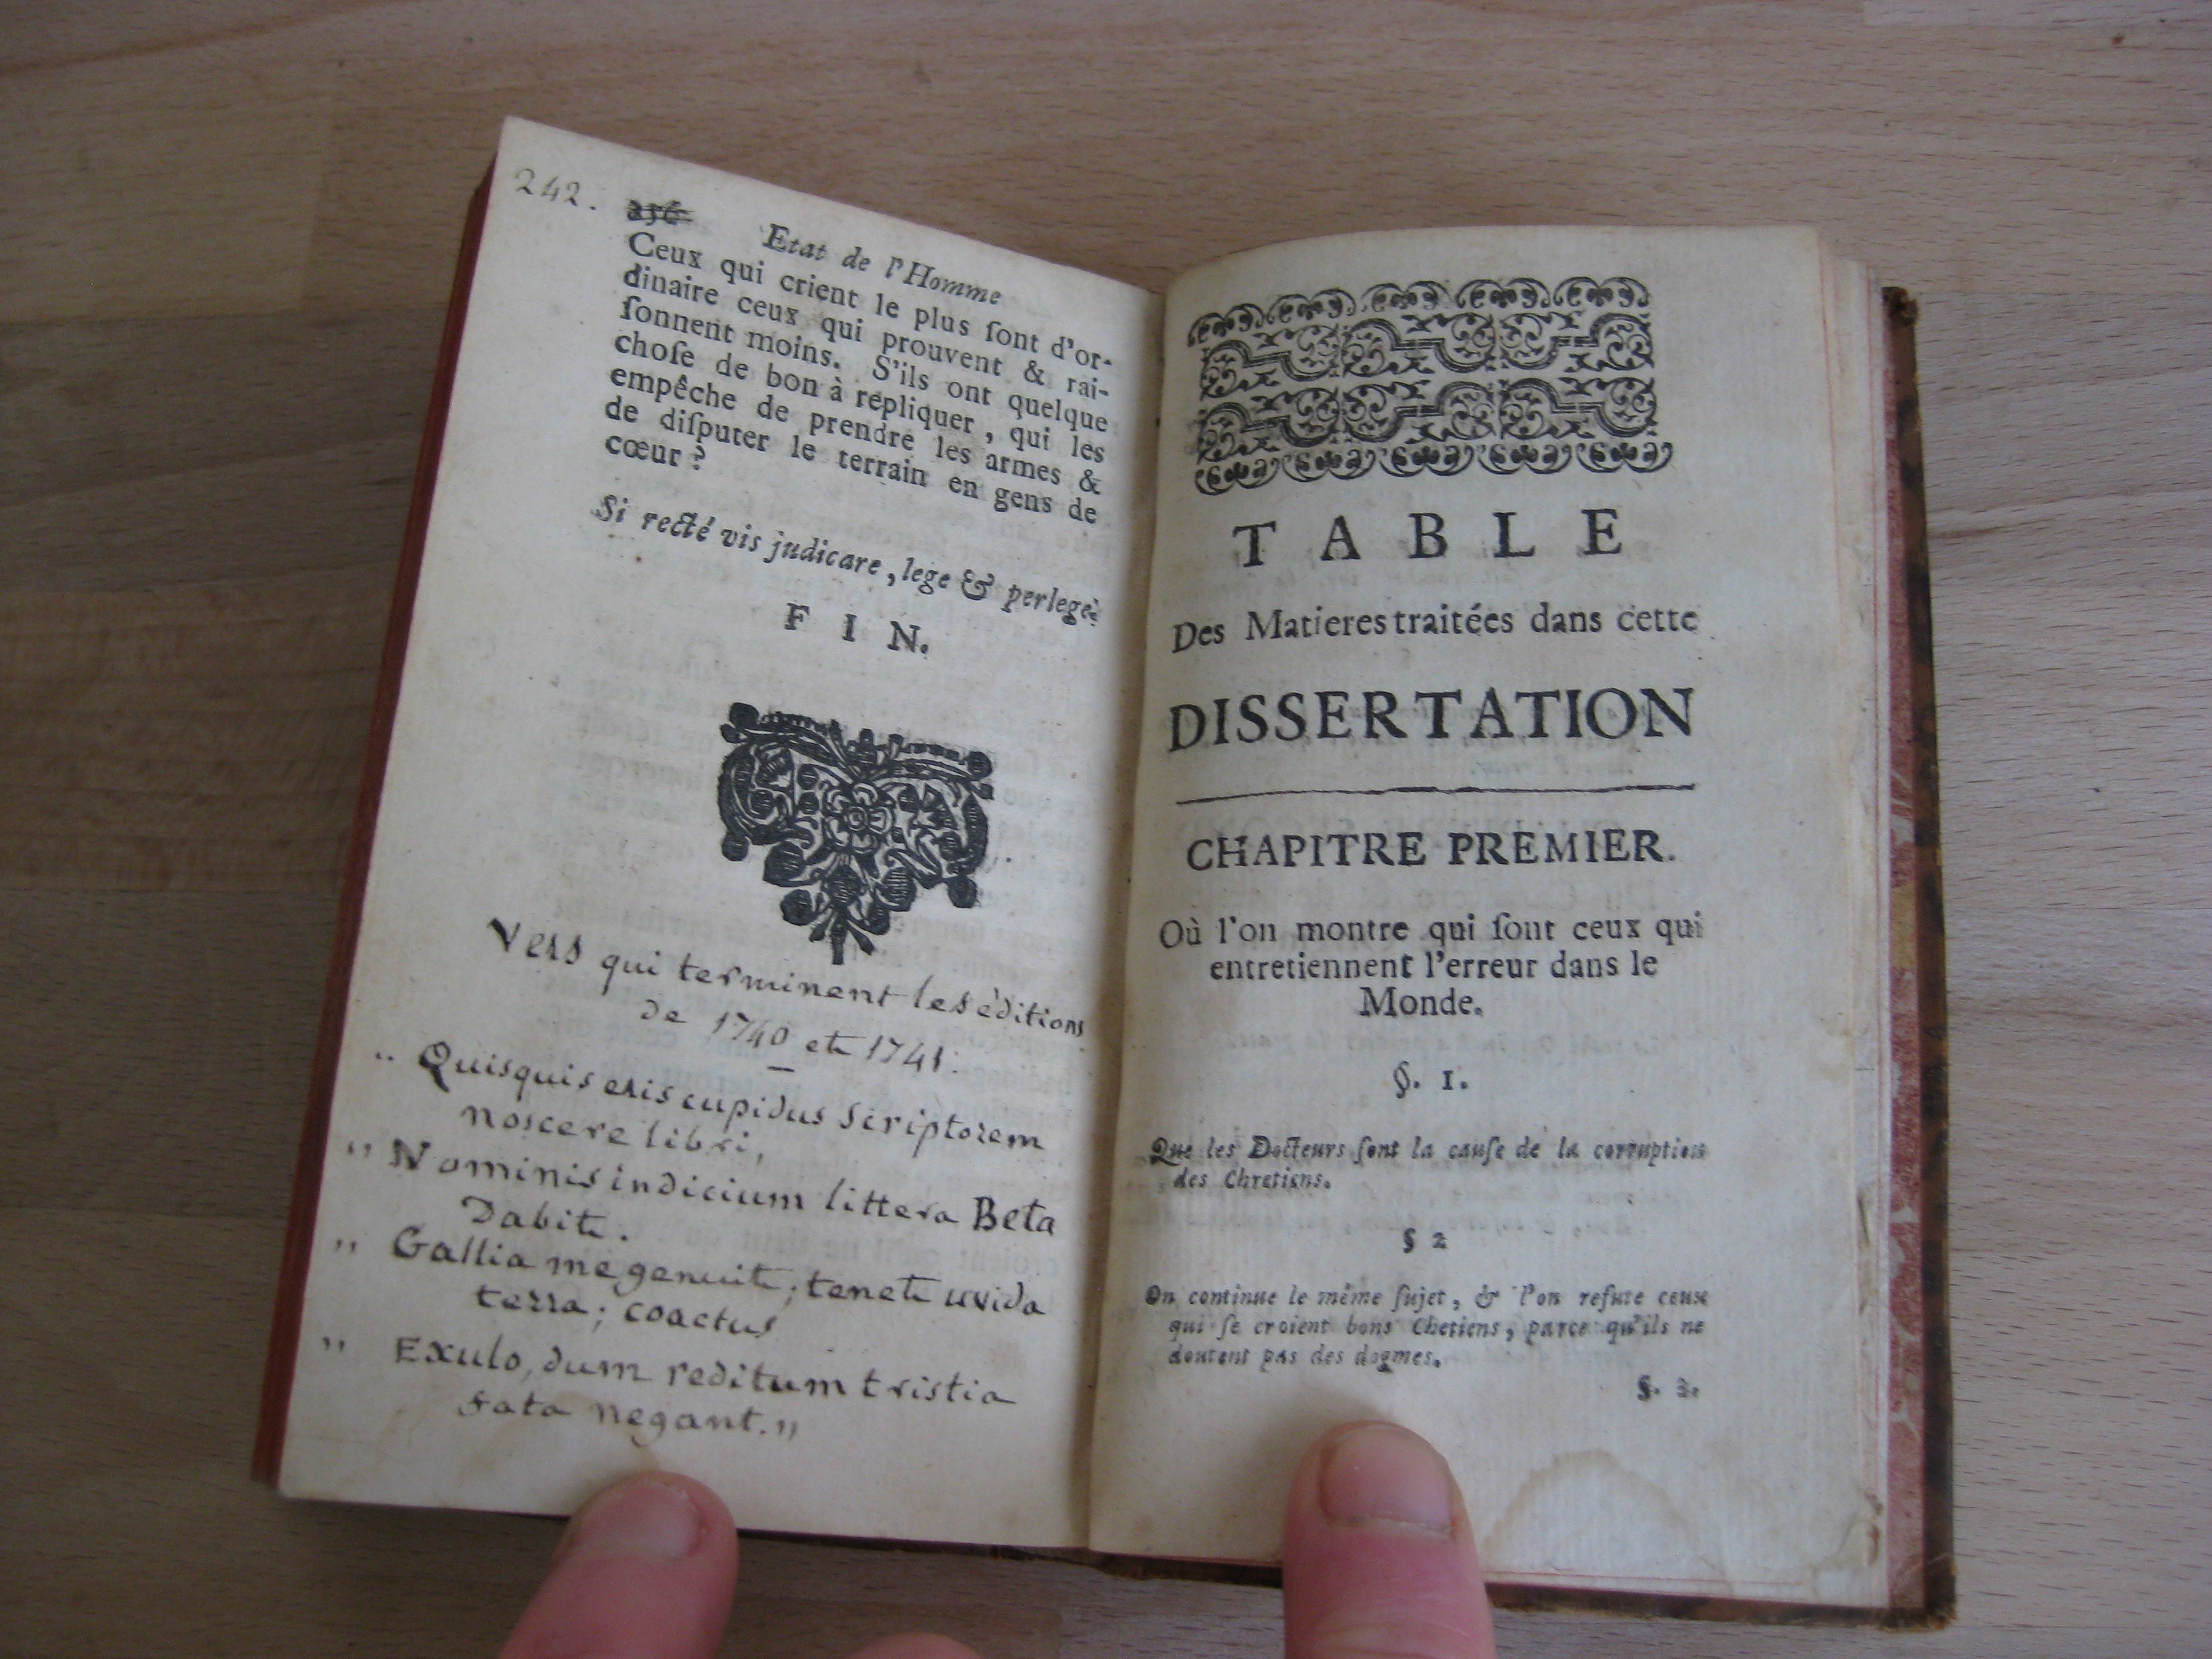 242.
256 Etat de l'Homme
Ceux qui crient le plus ſont d'or-
dinaire ceux qui prouvent & rai-
ſonnent moins. S'ils ont quelque
choſe de bon à repliquer, qui les
empêche de prendre les armes &
de diſputer le terrain en gens de
cœur?
Si recté vis judicare, lege & perlege.
FIN.
Vers qui terminent les èditions
de 1740 et 1741.
„ Quisquis eris cupidus Scriptorem
noscere libri,
„ Nominis indicium littera Beta
Dabit.
„ Gallia me genuit; tenet uvida
terra; coactus
„ Exulo, dum reditum tristia
fata negant.„
TABLE
Des Matieres traitées dans cette
DISSERTATION
CHAPITRE PREMIER.
Où l'on montre qui ſont ceux qui
entretiennent l'erreur dans le
Monde.
§. 1.
Que les Docteurs ſont la cauſe de la corruption
des Chretiens.
§ 2
On continue le même ſujet, & l'on refute ceux
qui ſe croient bons Chetiens, parce qu'ils ne
doutent pas des dogmes.
§. 3.